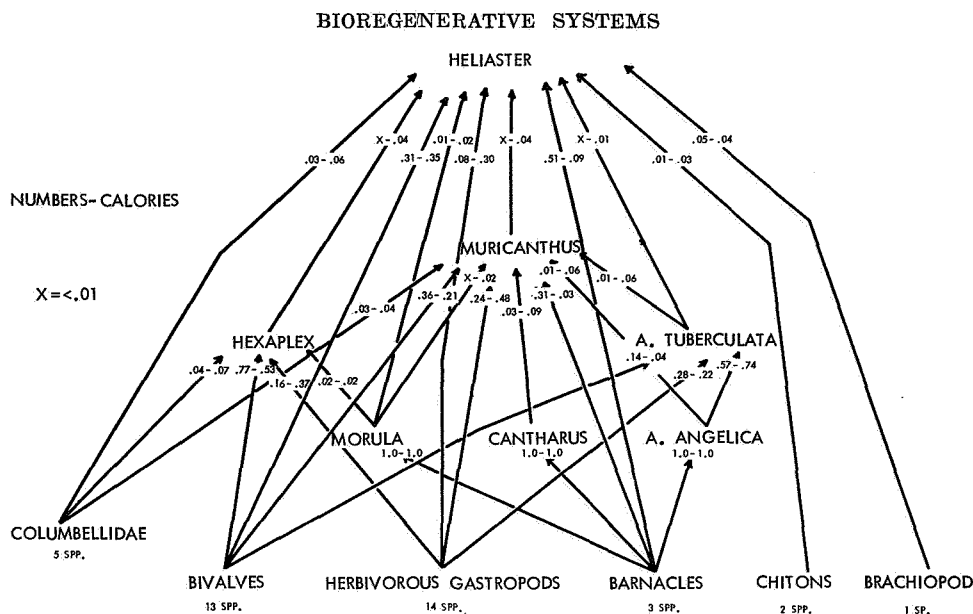 BIOREGENERATIVE SYSTEMS
HELIASTER
X-.04
.01-.02
X-.04
X-.01
.05-.04
.03-.06
.31-.35
.08-.30
.51-.09
.01-.03
NUMBERS-CALORIES
MURICANTHUS
X-.02
.01-.06
.01-.06
X=<.01
.36-.21
.24-.48
.31-.03
.03-.04
.03-.09
HEXAPLEX
A. TUBERCULATA
.14-.04
.04-.07
.77-.53
.28-.22
.57-.74
.16-.37
.02-.02
MORULA
CANTHARUS
A. ANGELICA
1.0-1.0
1.0-1.0
1.0-1.0
COLUMBELLIDAE
5 SPP.
BIVALVES
HERBIVOROUS GASTROPODS
BARNACLES
CHITONS
BRACHIOPOD
13 SPP.
14 SPP.
3 SPP.
2 SPP.
1 SP.